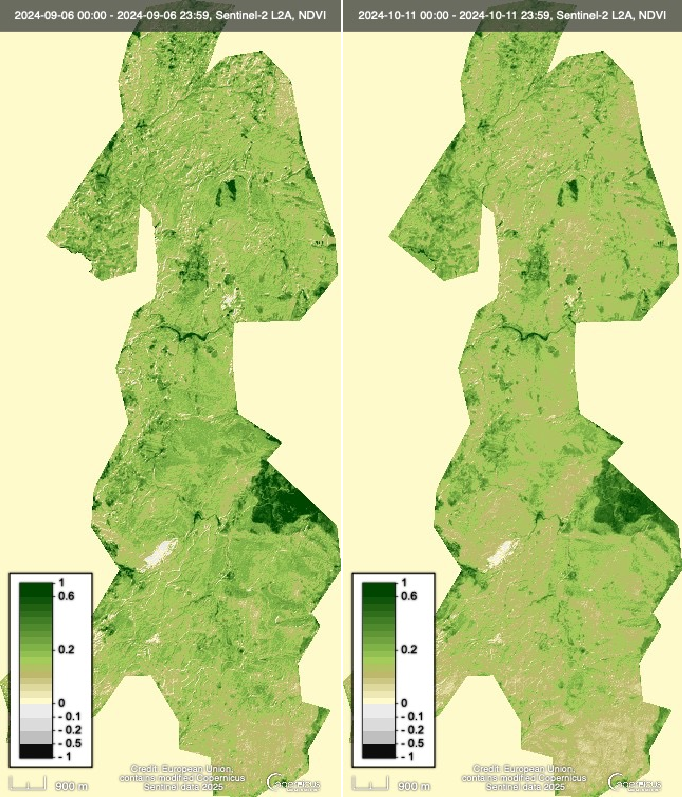 2024-09-06 00:00 - 2024-09-06 23:59, Sentinel-2 L2A, NDVI
2024-10-11 00:00 - 2024-10-11 23:59, Sentinel-2 L2A, NDVI
1
0.6
0.2
0
- 0.1
- 0.2
- 0.5
- 1
900 m
Credit: European Union,
contains modified Copernicus
Sentinel data 2025
1
0.6
0.2
0
- 0.1
- 0.2
- 0.5
- 1
900 m
Credit: European Union,
contains modified Copernicus
Sentinel data 2025